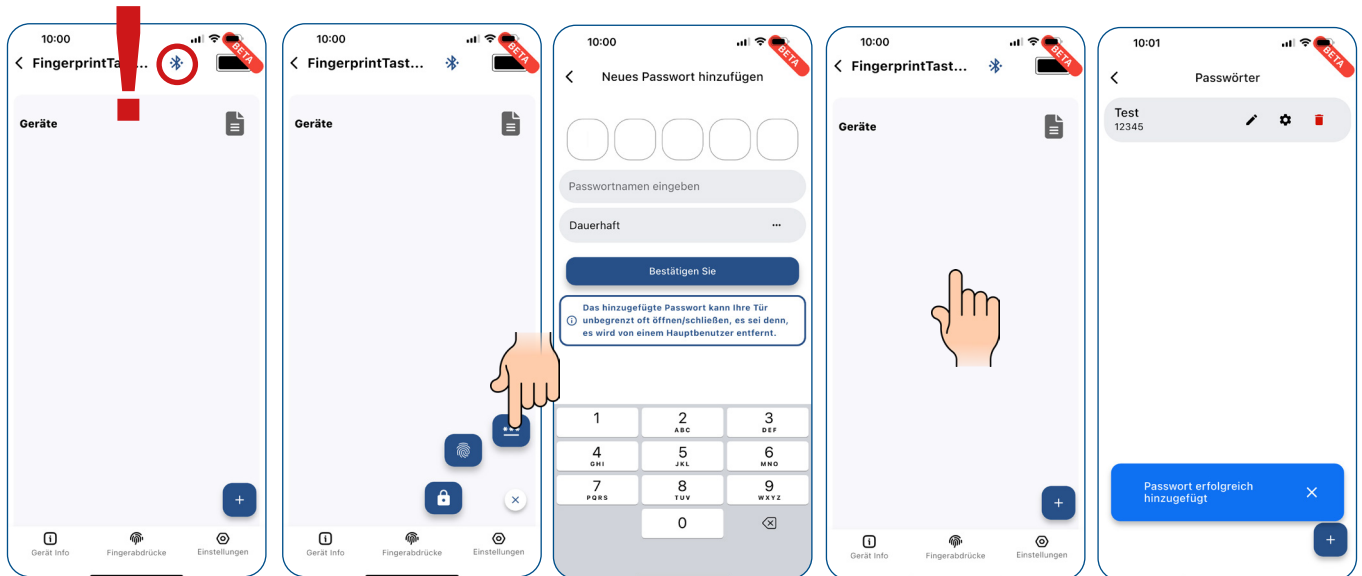 !
10:00
BETA
FingerprintTa...
Geräte
+
Gerät Info
Fingerabdrücke
Einstellungen
10:00
BETA
FingerprintTast...
Geräte
***
×
Gerät Info
Fingerabdrücke
Einstellungen
10:00
BETA
Neues Passwort hinzufügen
Passwortnamen eingeben
Dauerhaft ...
Bestätigen Sie
Das hinzugefügte Passwort kann Ihre Tür
unbegrenzt oft öffnen/schließen, es sei denn,
es wird von einem Hauptbenutzer entfernt.
1 2 3
ABC DEF
4 5 6
GHI JKL MNO
7 8 9
PQRS TUV WXYZ
0
10:00
BETA
FingerprintTast...
Geräte
+
Gerät Info
Fingerabdrücke
Einstellungen
10:01
BETA
Passwörter
Test
12345
Passwort erfolgreich
hinzugefügt
×
+